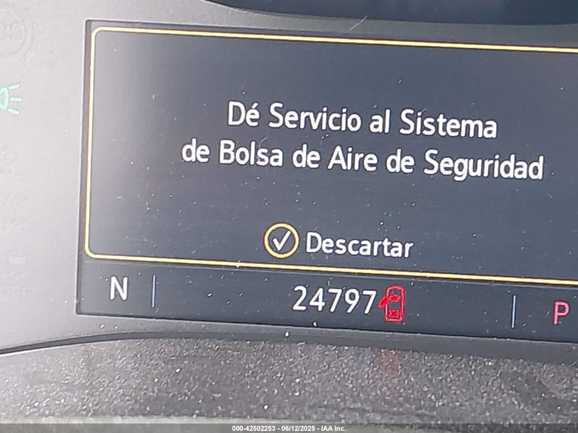 Dé Servicio al Sistema
de Bolsa de Aire de Seguridad
Descartar
N 24797 P
000-42502253 - 06/12/2025 - IAA Inc.